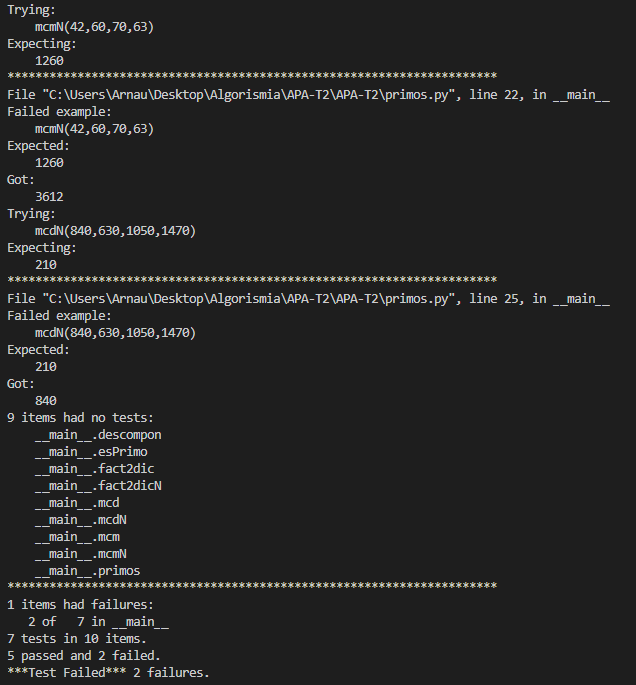 Trying:
    mcmN(42,60,70,63)
Expecting:
    1260
**********************************************************************
File "C:\Users\Arnau\Desktop\Algorismia\APA-T2\APA-T2\primos.py", line 22, in __main__
Failed example:
    mcmN(42,60,70,63)
Expected:
    1260
Got:
    3612
Trying:
    mcdN(840,630,1050,1470)
Expecting:
    210
**********************************************************************
File "C:\Users\Arnau\Desktop\Algorismia\APA-T2\APA-T2\primos.py", line 25, in __main__
Failed example:
    mcdN(840,630,1050,1470)
Expected:
    210
Got:
    840
9 items had no tests:
    __main__.descompon
    __main__.esPrimo
    __main__.fact2dic
    __main__.fact2dicN
    __main__.mcd
    __main__.mcdN
    __main__.mcm
    __main__.mcmN
    __main__.primos
**********************************************************************
1 items had failures:
   2 of   7 in __main__
7 tests in 10 items.
5 passed and 2 failed.
***Test Failed*** 2 failures.